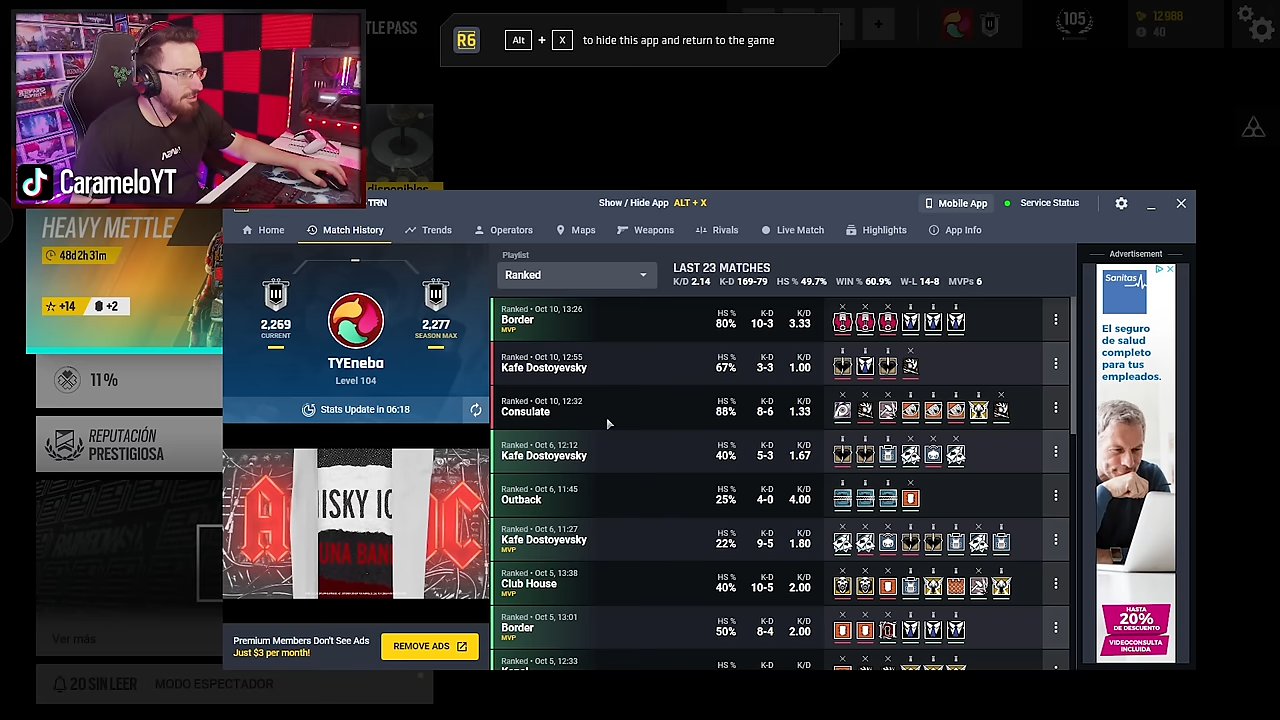 TLE PASS
R6
Alt + X to hide this app and return to the game
105
12 988
40
CarameloYT
disponibles
HEAVY METTLE
48d 2h 31m
+14 +2
11 %
REPUTACIÓN
PRESTIGIOSA
Ver más
20 SIN LEER MODO ESPECTADOR
TRN
Show / Hide App ALT + X
Mobile App
Service Status
Home
Match History
Trends
Operators
Maps
Weapons
Rivals
Live Match
Highlights
App Info
2,269
CURRENT
2,277
SEASON MAX
TYEneba
Level 104
Stats Update in 06:18
ISKY IC
UNA BAN
Premium Members Don't See Ads
Just $3 per month!
REMOVE ADS
Playlist
Ranked
LAST 23 MATCHES
K/D 2.14 K-D 169-79 HS % 49.7% WIN % 60.9% W-L 14-8 MVPs 6
Ranked • Oct 10, 13:26 HS % K-D K/D
Border 80% 10-3 3.33
MVP
Ranked • Oct 10, 12:55 HS % K-D K/D
Kafe Dostoyevsky 67% 3-3 1.00
Ranked • Oct 10, 12:32 HS % K-D K/D
Consulate 88% 8-6 1.33
Ranked • Oct 6, 12:12 HS % K-D K/D
Kafe Dostoyevsky 40% 5-3 1.67
Ranked • Oct 6, 11:45 HS % K-D K/D
Outback 25% 4-0 4.00
Ranked • Oct 6, 11:27 HS % K-D K/D
Kafe Dostoyevsky 22% 9-5 1.80
MVP
Ranked • Oct 5, 13:38 HS % K-D K/D
Club House 40% 10-5 2.00
MVP
Ranked • Oct 5, 13:01 HS % K-D K/D
Border 50% 8-4 2.00
MVP
Ranked • Oct 5, 12:33 HS % K-D K/D
Advertisement
Sanitas
El seguro
de salud
completo
para tus
empleados.
HASTA
20%
DE DESCUENTO
VIDEOCONSULTA
INCLUIDA